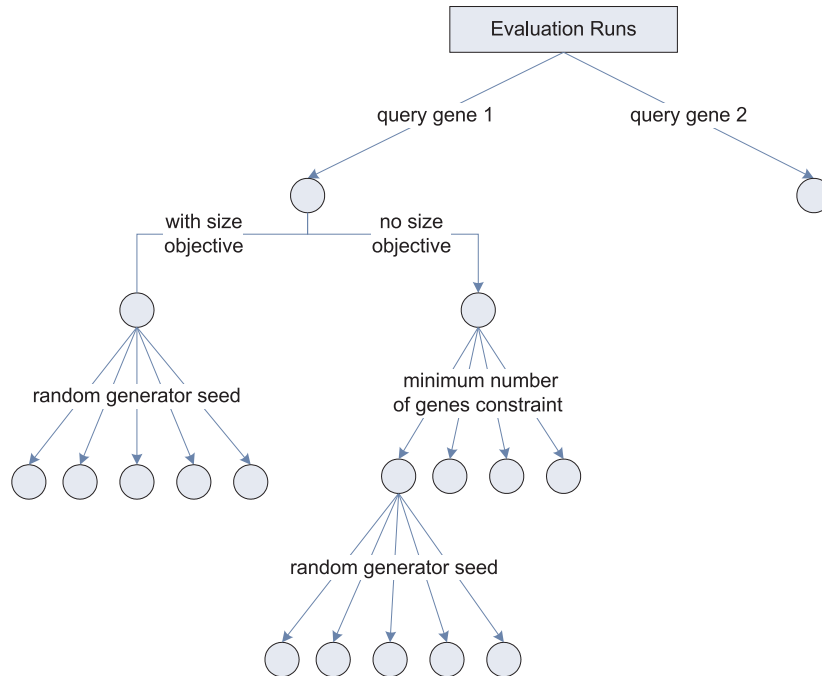 Evaluation Runs
query gene 1
query gene 2
with size
objective
no size
objective
random generator seed
minimum number
of genes constraint
random generator seed